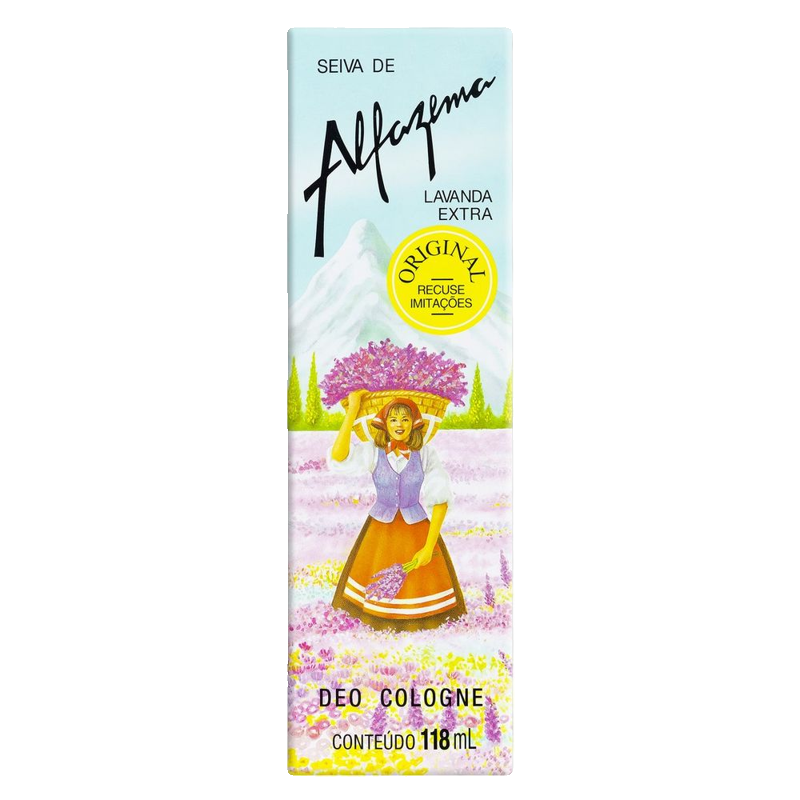 SEIVA DE
Alfazema
LAVANDA
EXTRA
ORIGINAL
RECUSE
IMITAÇÕES
DEO COLOGNE
CONTEÚDO 118 mL